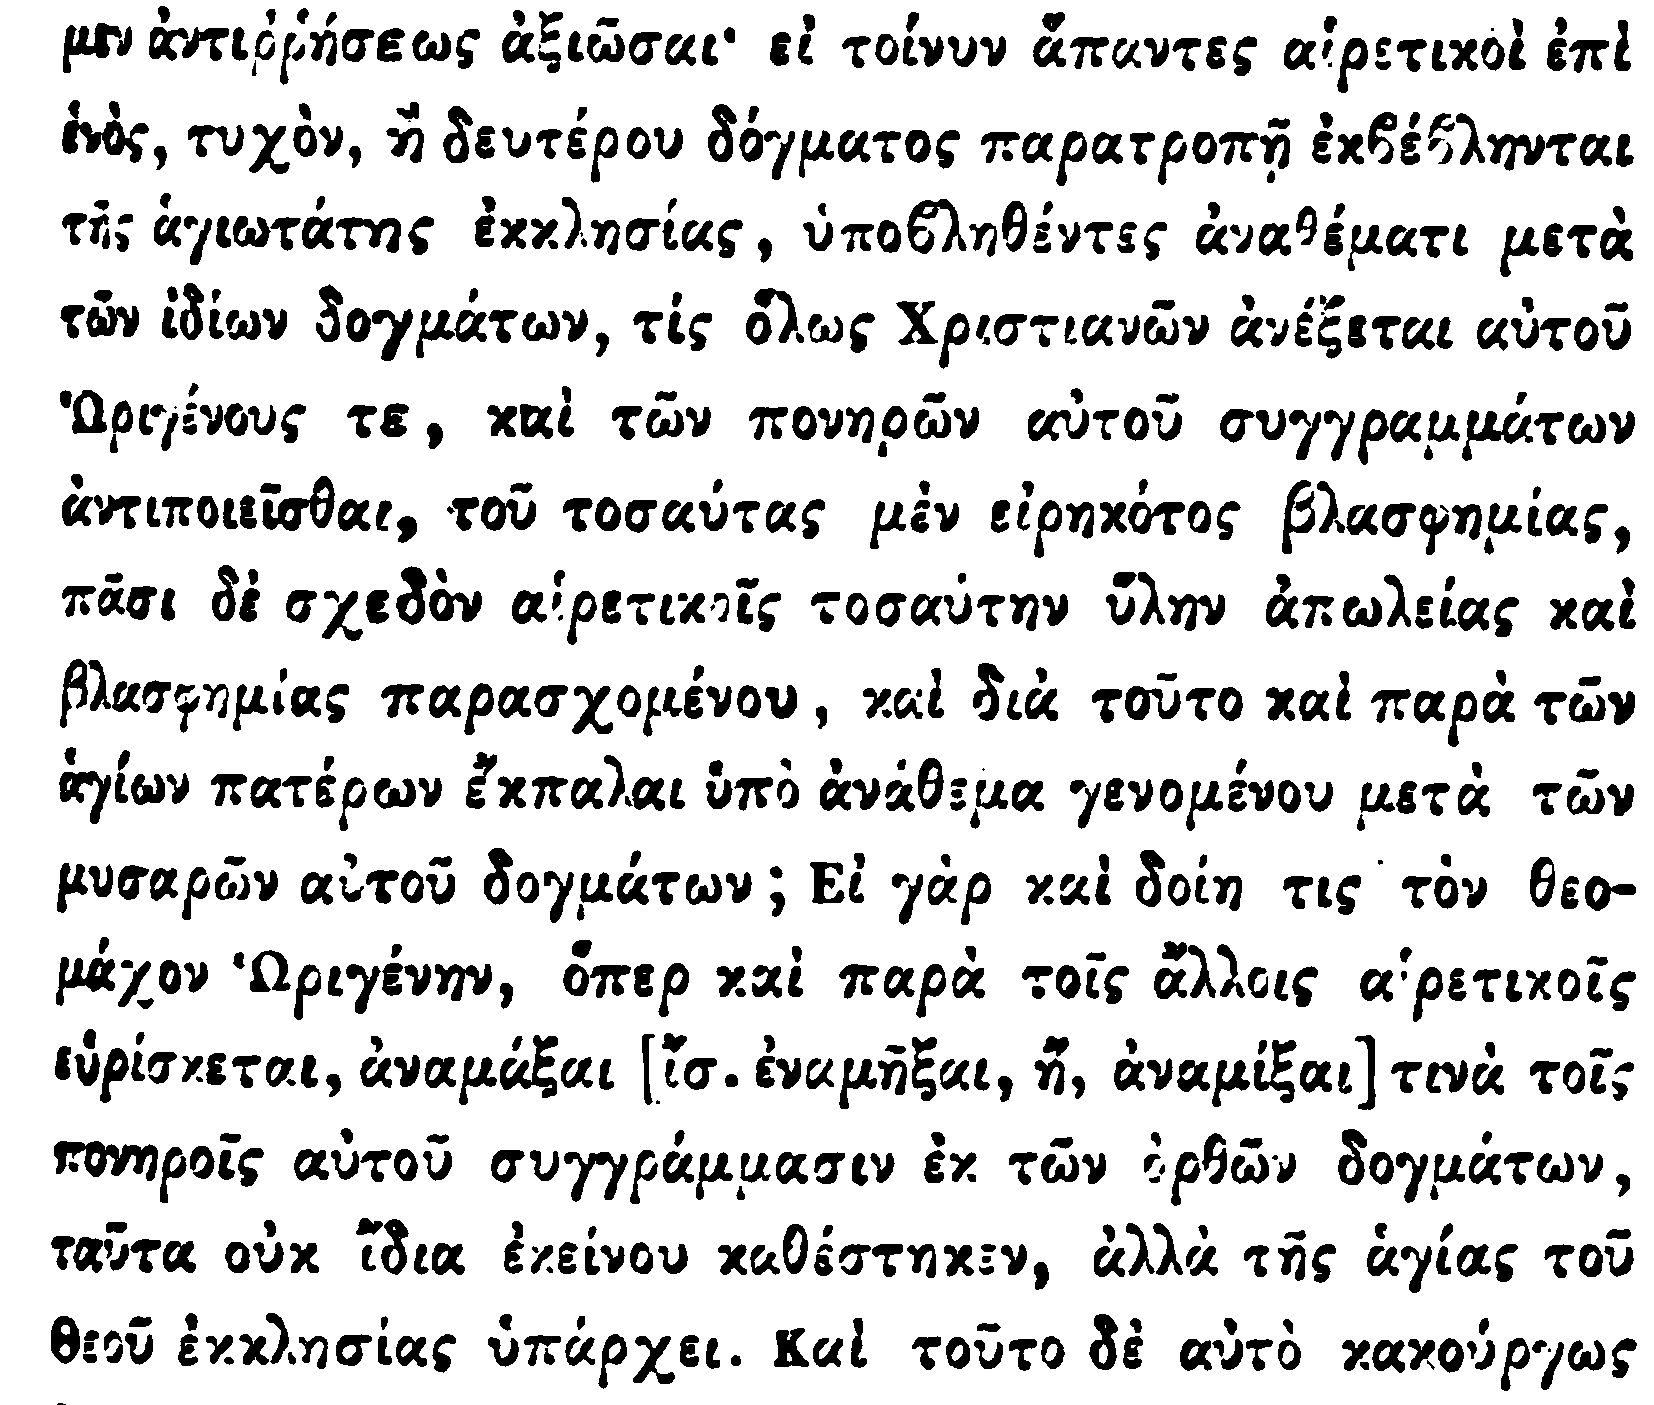 μεν ἀντιῤῥήσεως ἀξιῶσαι· εἰ τοίνυν ἅπαντες αἱρετικοὶ ἐπὶ
ἑνὸς, τυχὸν, ἢ δευτέρου δόγματος παρατροπῇ ἐκβέβληνται
τῆς ἁγιωτάτης ἐκκλησίας, ὑποβληθέντες ἀναθέματι μετὰ
τῶν ἰδίων δογμάτων, τίς ὅλως Χριστιανῶν ἀνέξεται αὐτοῦ
Ὠριγένους τε, καὶ τῶν πονηρῶν αὐτοῦ συγγραμμάτων
ἀντιποιεῖσθαι, τοῦ τοσαύτας μὲν εἰρηκότος βλασφημίας,
πᾶσι δὲ σχεδὸν αἱρετικοῖς τοσαύτην ὕλην ἀπωλείας καὶ
βλασφημίας παρασχομένου, καὶ διὰ τοῦτο καὶ παρὰ τῶν
ἁγίων πατέρων ἔκπαλαι ὑπὸ ἀνάθεμα γενομένου μετὰ τῶν
μυσαρῶν αὐτοῦ δογμάτων; Εἰ γὰρ καὶ δοίη τις τὸν θεο-
μάχον Ὠριγένην, ὅπερ καὶ παρὰ τοῖς ἄλλοις αἱρετικοῖς
εὑρίσκεται, ἀναμάξαι [ἴσ. ἐναμῆξαι, ἢ, ἀναμίξαι] τινὰ τοῖς
πονηροῖς αὐτοῦ συγγράμμασιν ἐκ τῶν ὀρθῶν δογμάτων,
ταῦτα οὐκ ἴδια ἐκείνου καθέστηκεν, ἀλλὰ τῆς ἁγίας τοῦ
θεοῦ ἐκκλησίας ὑπάρχει. Καὶ τοῦτο δὲ αὐτὸ κακούργως